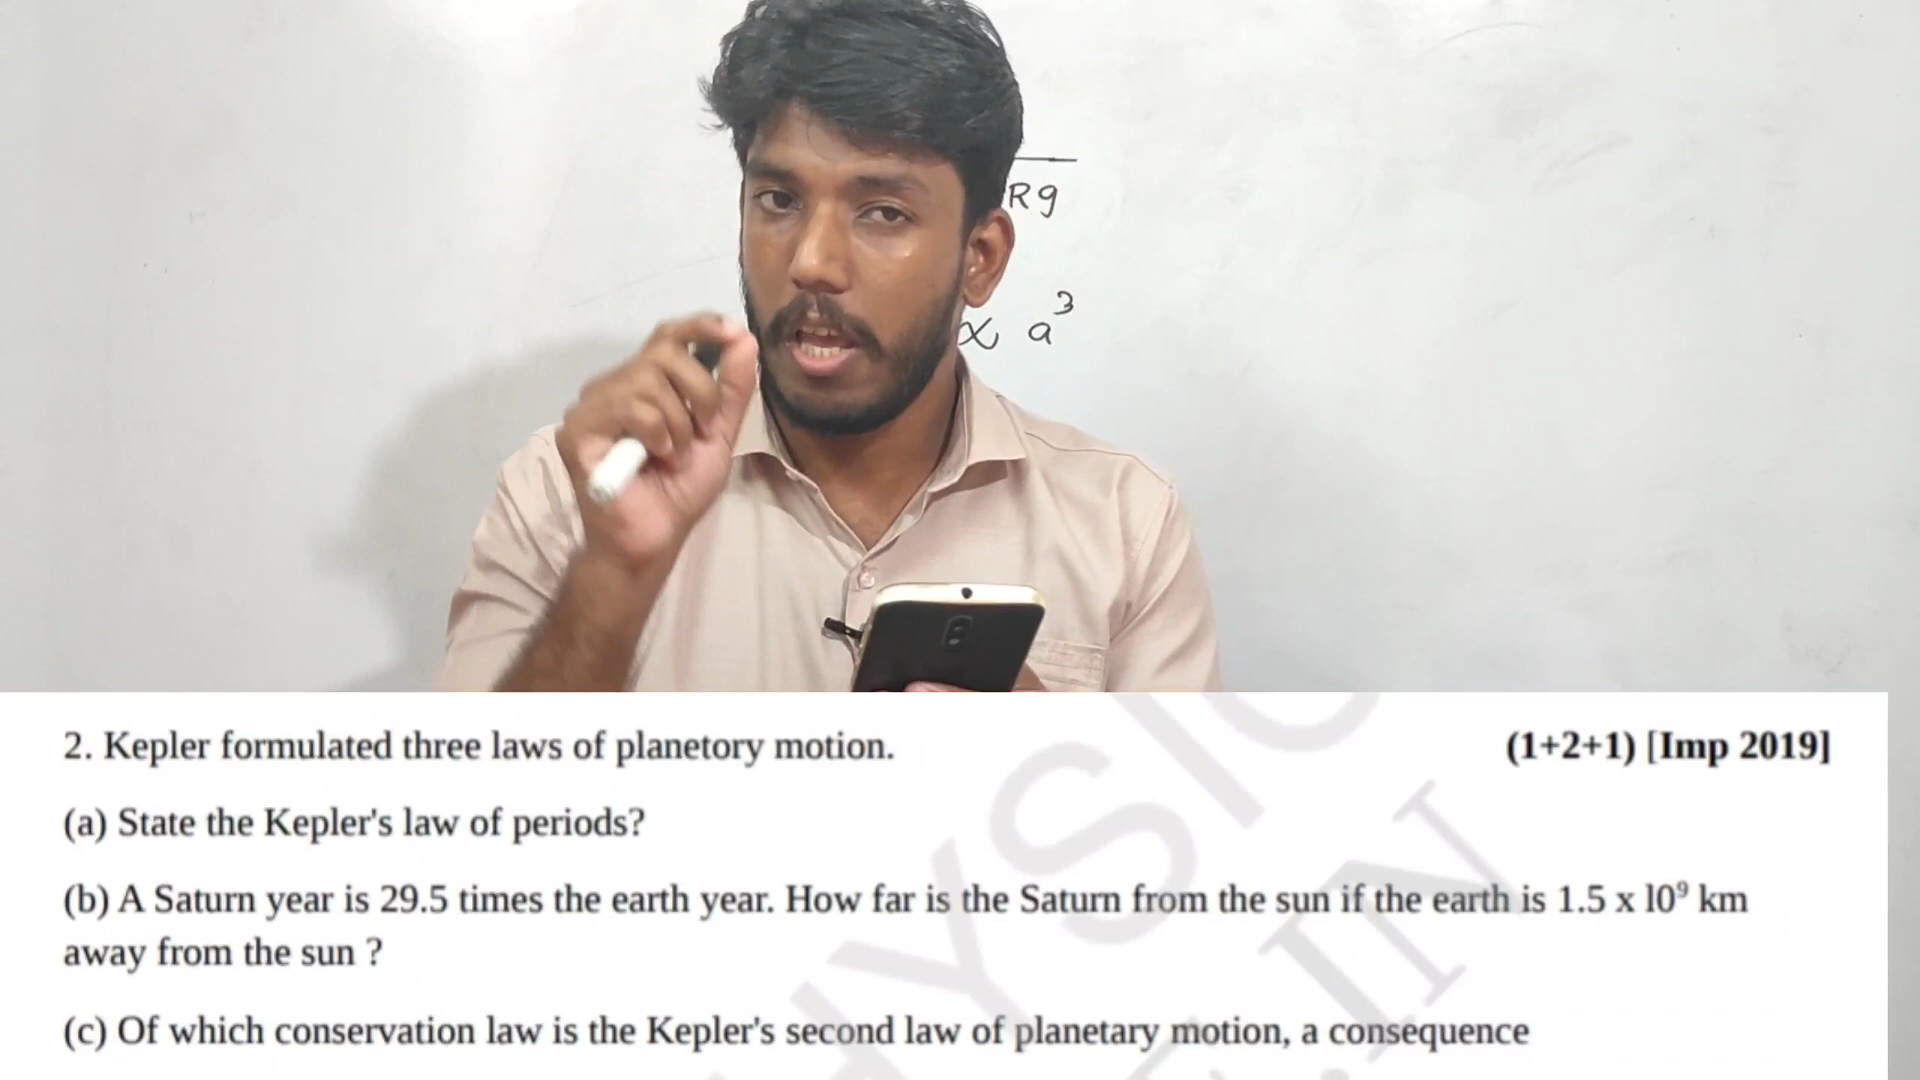 Rg
∝ a³
2. Kepler formulated three laws of planetory motion. (1+2+1) [Imp 2019]
(a) State the Kepler's law of periods?
(b) A Saturn year is 29.5 times the earth year. How far is the Saturn from the sun if the earth is 1.5 x l0⁹ km
away from the sun ?
(c) Of which conservation law is the Kepler's second law of planetary motion, a consequence